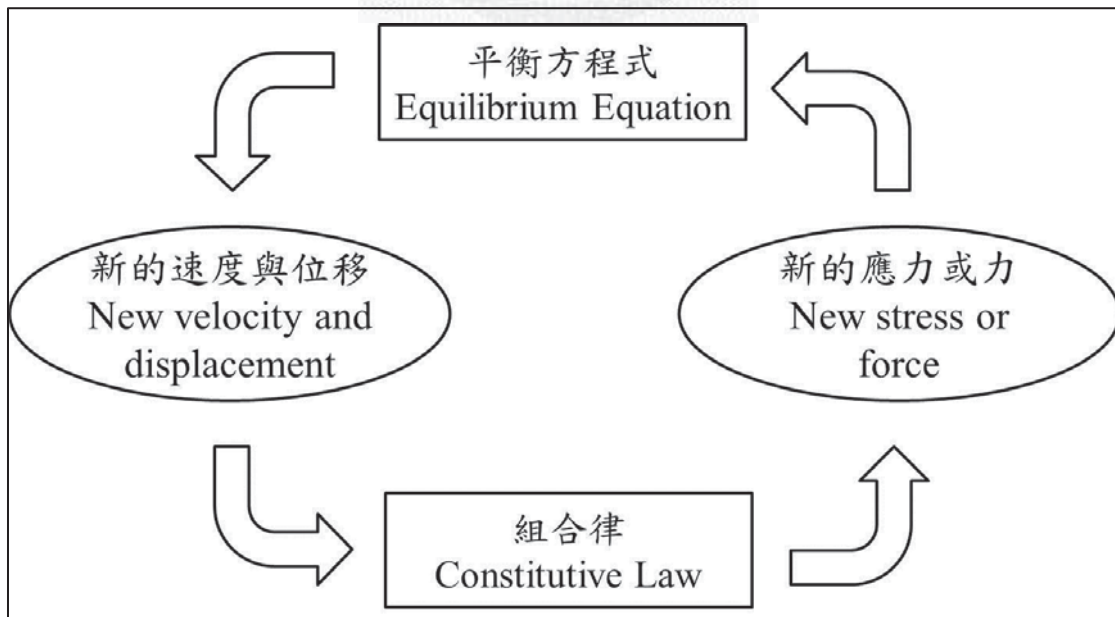 平衡方程式
Equilibrium Equation
新的速度與位移
New velocity and
displacement
新的應力或力
New stress or
force
組合律
Constitutive Law